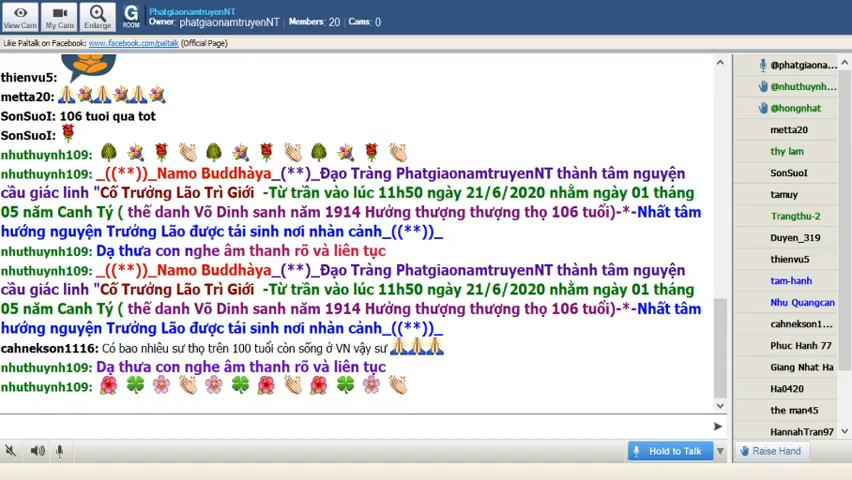 View Cam
My Cam
Enlarge
G
ROOM
PhatgiaonamtruyenNT
Owner: phatgiaonamtruyenNT | Members: 20 Cams: 0
Like Paltalk on Facebook: www.facebook.com/paltalk (Official Page)
thienvu5:
metta20:
SonSuoI: 106 tuoi qua tot
SonSuoI:
nhuthuynh109:
nhuthuynh109: _((**))_Namo Buddhàya_(**)_Đạo Tràng PhatgiaonamtruyenNT thành tâm nguyện
cầu giác linh "Cố Trưởng Lão Trì Giới -Từ trần vào lúc 11h50 ngày 21/6/2020 nhằm ngày 01 tháng
05 năm Canh Tý ( thế danh Võ Dinh sanh năm 1914 Hưởng thượng thượng thọ 106 tuổi)-*-Nhất tâm
hướng nguyện Trưởng Lão được tái sinh nơi nhàn cảnh_((**))_
nhuthuynh109: Dạ thưa con nghe âm thanh rõ và liên tục
nhuthuynh109: _((**))_Namo Buddhàya_(**)_Đạo Tràng PhatgiaonamtruyenNT thành tâm nguyện
cầu giác linh "Cố Trưởng Lão Trì Giới -Từ trần vào lúc 11h50 ngày 21/6/2020 nhằm ngày 01 tháng
05 năm Canh Tý ( thế danh Võ Dinh sanh năm 1914 Hưởng thượng thượng thọ 106 tuổi)-*-Nhất tâm
hướng nguyện Trưởng Lão được tái sinh nơi nhàn cảnh_((**))_
cahnekson1116: Có bao nhiêu sư thọ trên 100 tuổi còn sống ở VN vậy sư
nhuthuynh109: Dạ thưa con nghe âm thanh rõ và liên tục
nhuthuynh109:
@phatgiaona...
@nhuthuynh...
@hongnhat
metta20
thy lam
SonSuoI
tamuy
Trangthu-2
Duyen_319
thienvu5
tam-hanh
Nhu Quangcan
cahnekson1...
Phuc Hanh 77
Giang Nhat Ha
Ha0420
the man45
HannahTran97
Hold to Talk
Raise Hand